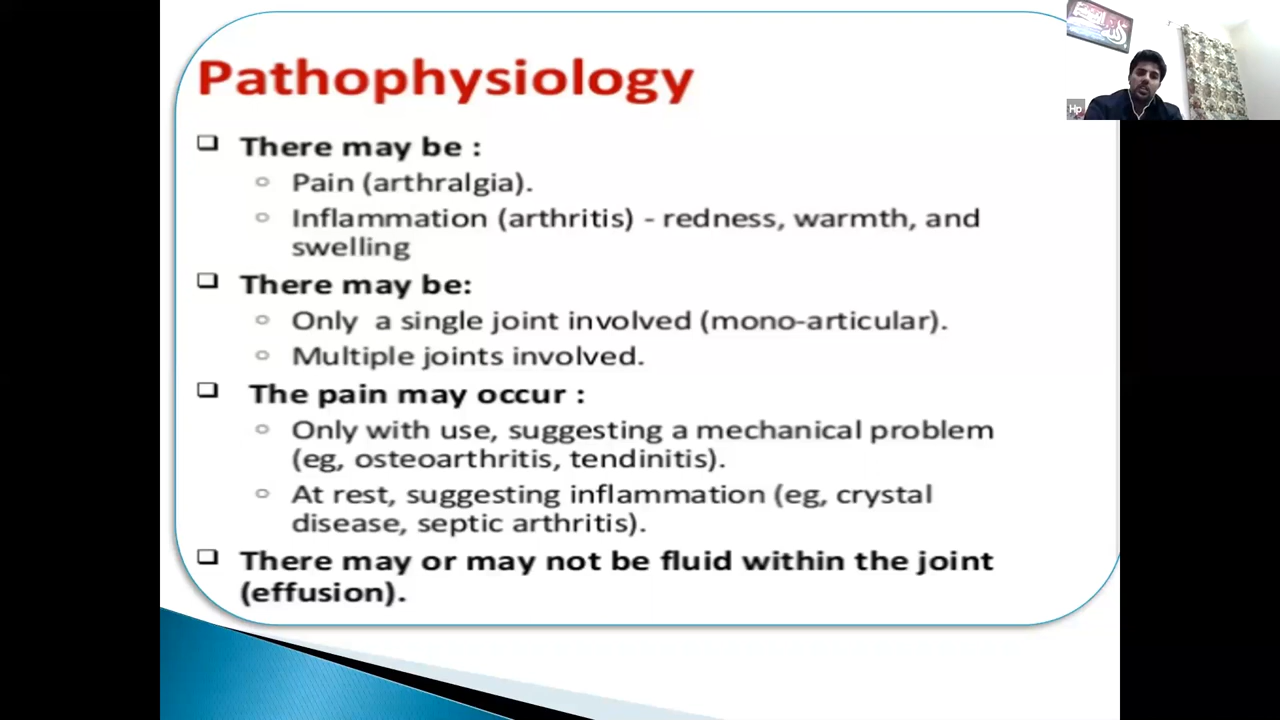 Pathophysiology
There may be :
Pain (arthralgia).
Inflammation (arthritis) - redness, warmth, and
swelling
There may be:
Only a single joint involved (mono-articular).
Multiple joints involved.
The pain may occur :
Only with use, suggesting a mechanical problem
(eg, osteoarthritis, tendinitis).
At rest, suggesting inflammation (eg, crystal
disease, septic arthritis).
There may or may not be fluid within the joint
(effusion).
Hp